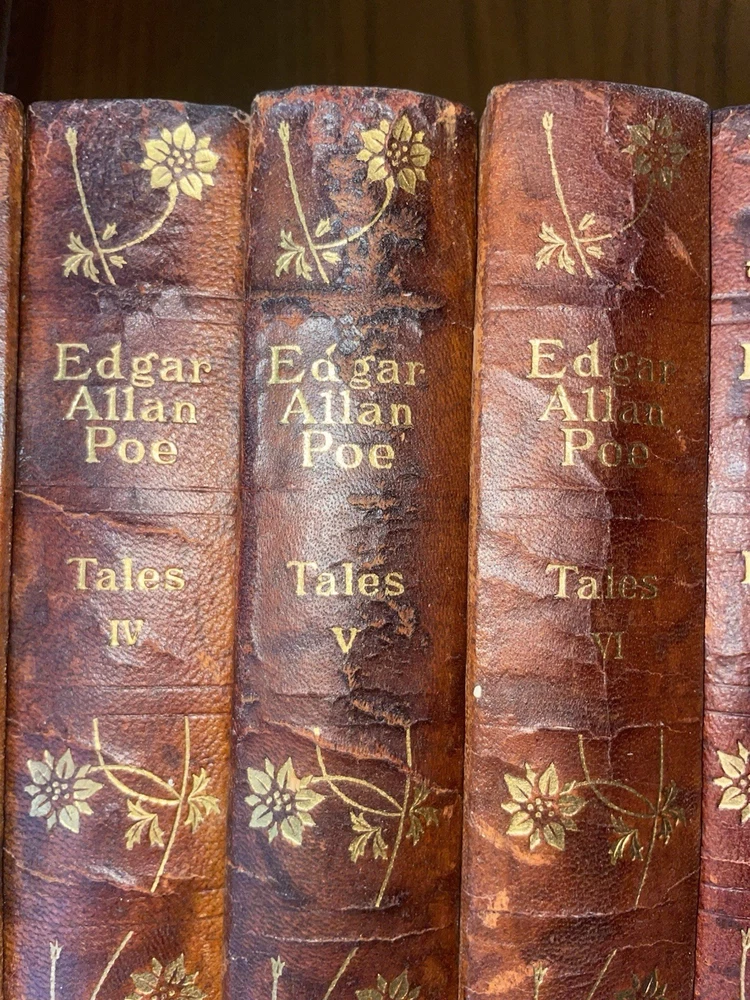 Edgar
Allan
Poe
Tales
IV
Edgar
Allan
Poe
Tales
V
Edgar
Allan
Poe
Tales
VI